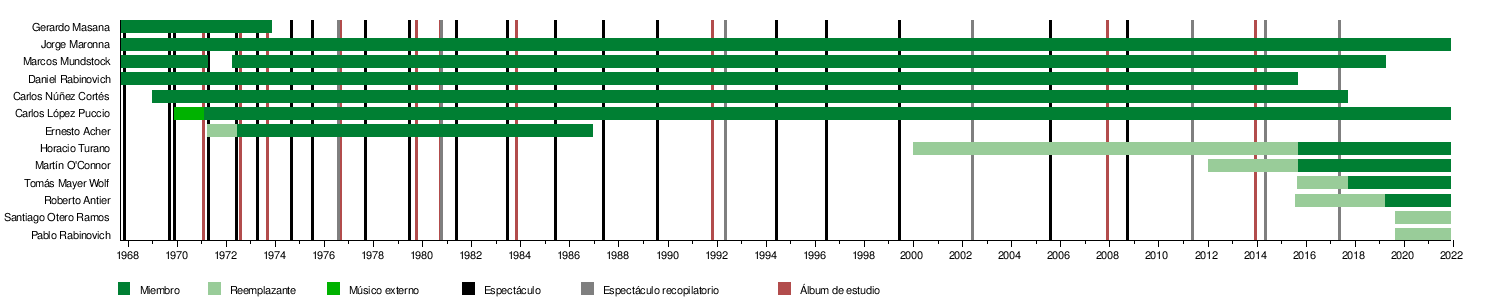 Gerardo Masana
Jorge Maronna
Marcos Mundstock
Daniel Rabinovich
Carlos Núñez Cortés
Carlos López Puccio
Ernesto Acher
Horacio Turano
Martín O'Connor
Tomás Mayer Wolf
Roberto Antier
Santiago Otero Ramos
Pablo Rabinovich
1968 1970 1972 1974 1976 1978 1980 1982 1984 1986 1988 1990 1992 1994 1996 1998 2000 2002 2004 2006 2008 2010 2012 2014 2016 2018 2020 2022
Miembro Reemplazante Músico externo Espectáculo Espectáculo recopilatorio Álbum de estudio